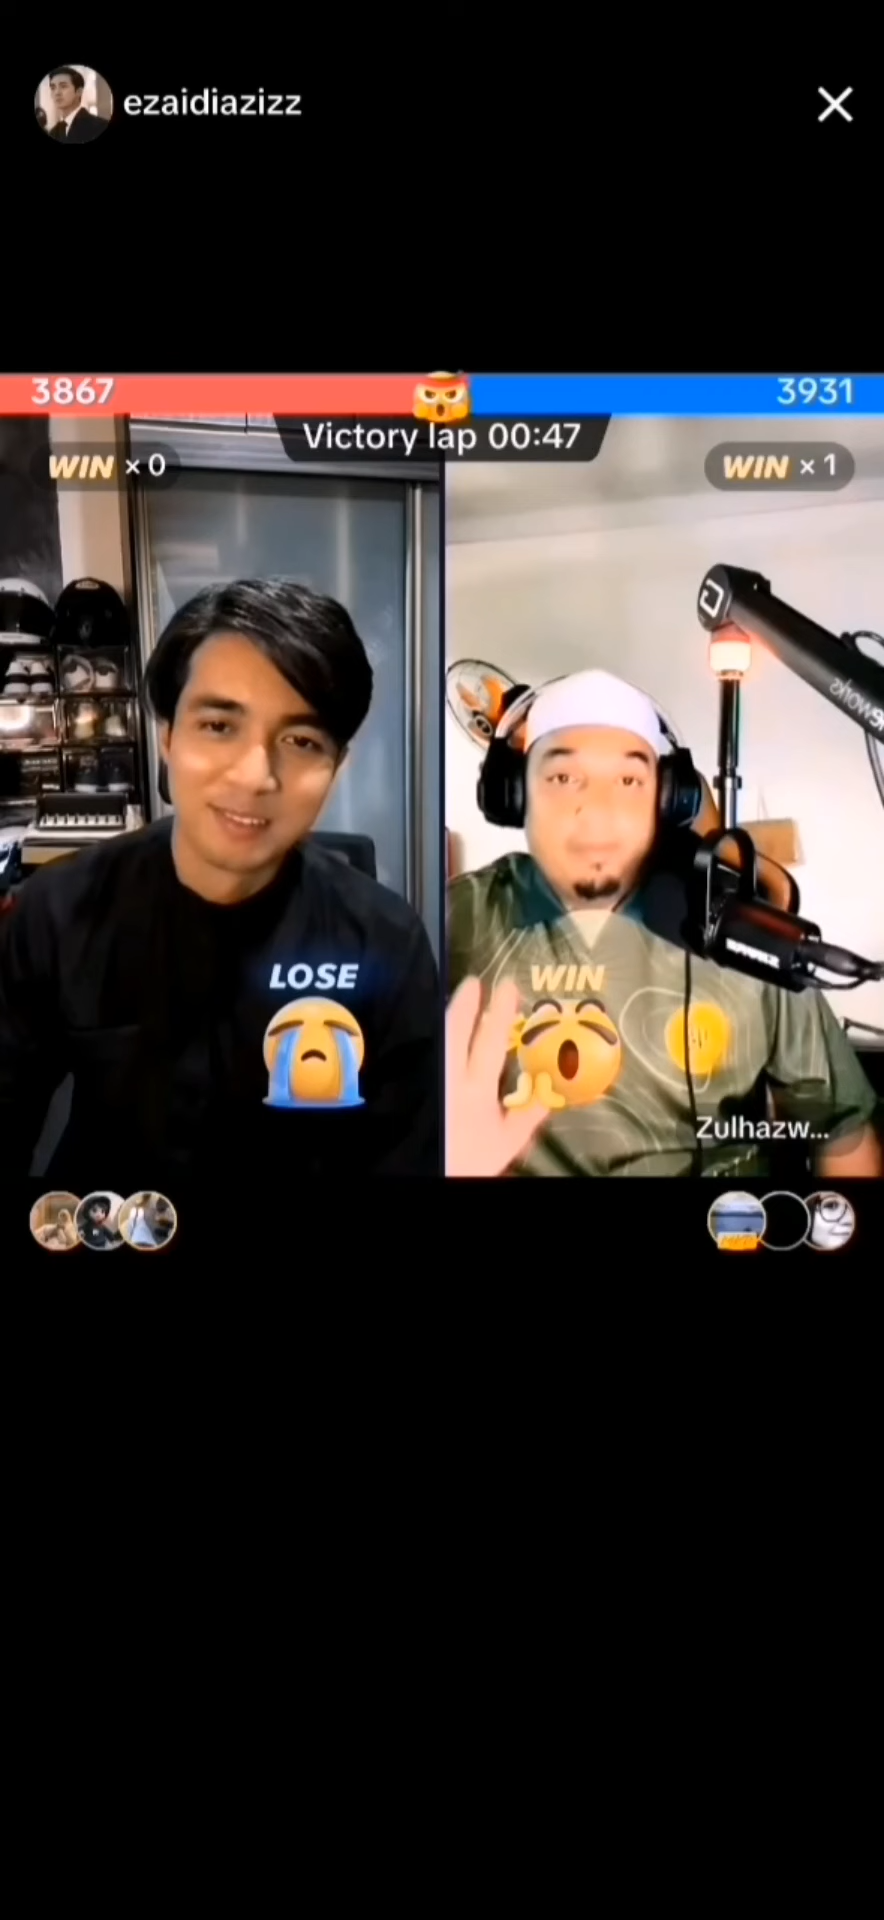 ezaidiazizz
3867
3931
Victory lap 00:47
WIN × 0
WIN × 1
LOSE
WIN
Zulhazw...